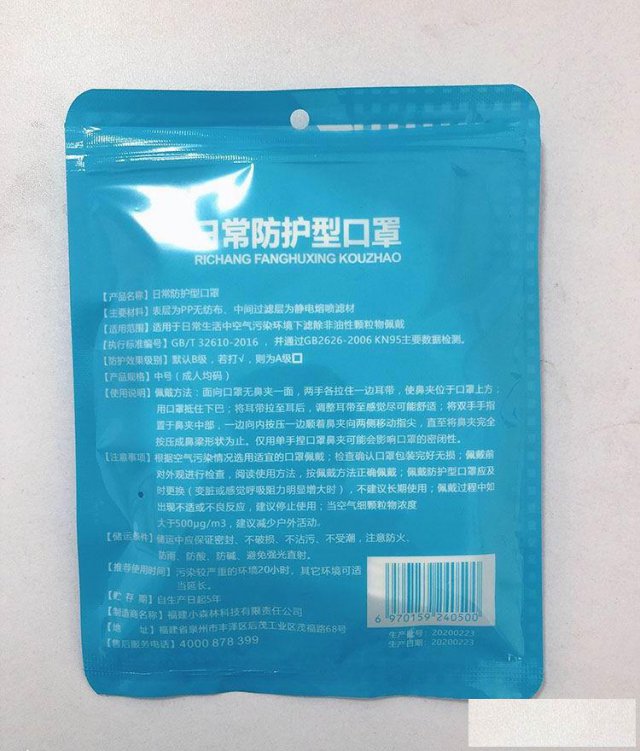 日常防护型口罩
RICHANG FANGHUXING KOUZHAO
【产品名称】日常防护型口罩
【主要材料】表层为PP无纺布、中间过滤层为静电熔喷滤材
【适用范围】适用于日常生活中空气污染环境下滤除非油性颗粒物佩戴
【执行标准编号】GB/T 32610-2016 ，并通过GB2626-2006 KN95主要数据检测。
【防护效果级别】默认B级，若打√，则为A级□
【产品规格】中号（成人均码）
【使用说明】佩戴方法：面向口罩无鼻夹一面，两手各拉住一边耳带，使鼻夹位于口罩上方；
用口罩抵住下巴；将耳带拉至耳后，调整耳带至感觉尽可能舒适；将双手手指
置于鼻夹中部，一边向内按压一边顺着鼻夹向两侧移动指尖，直至将鼻夹完全
按压成鼻梁形状为止。仅用单手捏口罩鼻夹可能会影响口罩的密闭性。
【注意事项】根据空气污染情况选用适宜的口罩佩戴；检查确认口罩包装完好无损；佩戴前
对外观进行检查，阅读使用方法，按佩戴方法正确佩戴；佩戴防护型口罩应及
时更换（变脏或感觉呼吸阻力明显增大时），不建议长期使用；佩戴过程中如
出现不适或不良反应，建议停止使用；当空气细颗粒物浓度
大于500μg/m3，建议减少户外活动。
【储运条件】储运中应保证密封、不破损、不沾污、不受潮，注意防火、
防雨、防酸、防碱、避免强光直射。
【推荐使用时间】污染较严重的环境20小时，其它环境可适
当延长。
【贮 存 期】自生产日起5年
【制造商名称】福建小森林科技有限责任公司
【地 址】福建省泉州市丰泽区后茂工业区茂福路68号
【售后服务电话】4000 878 399
6 970159 240500
生产批号：20200223
生产日期：20200223